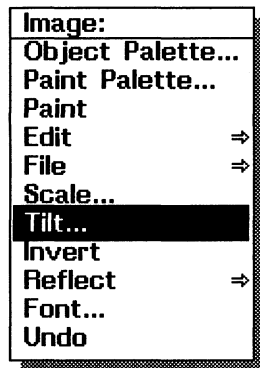 Image:
Object Palette...
Paint Palette...
Paint
Edit ⇒
File ⇒
Scale...
Tilt...
Invert
Reflect ⇒
Font...
Undo